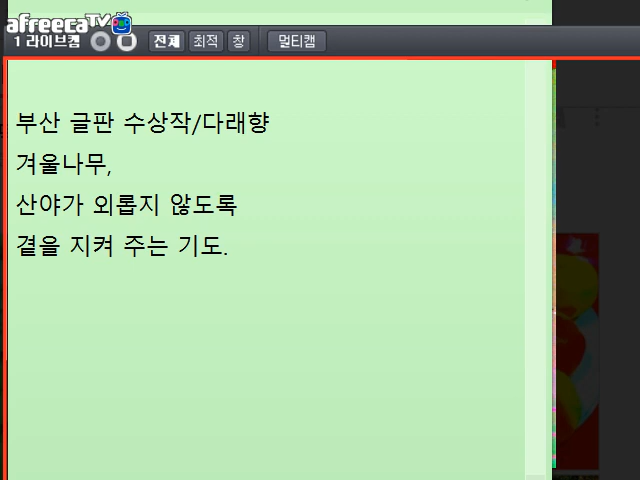 afreecaTV
1 라이브캠 전체 최적 창 멀티캠
부산 글판 수상작/다래향
겨울나무,
산야가 외롭지 않도록
곁을 지켜 주는 기도.